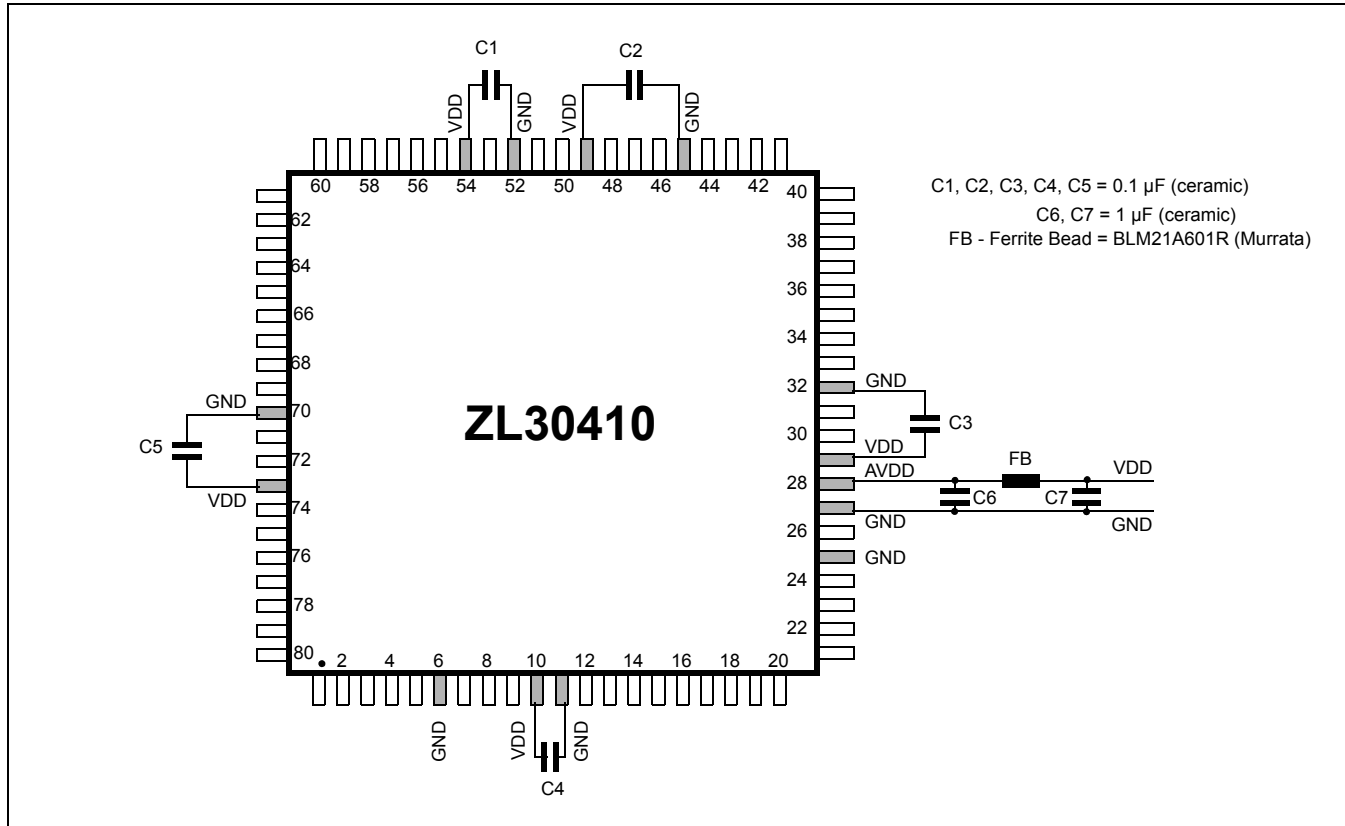 C1
C2
VDD
GND
VDD
GND
60 58 56 54 52 50 48 46 44 42
C1, C2, C3, C4, C5 = 0.1 µF (ceramic)
C6, C7 = 1 µF (ceramic)
FB - Ferrite Bead = BLM21A601R (Murrata)
62
64
66
68
70
72
74
76
78
80
40
38
36
34
32
30
28
26
24
22
GND
C5
VDD
ZL30410
GND
C3
VDD
AVDD
FB
VDD
C6
C7
GND
GND
GND
2 4 6 8 10 12 14 16 18 20
GND
VDD
GND
C4